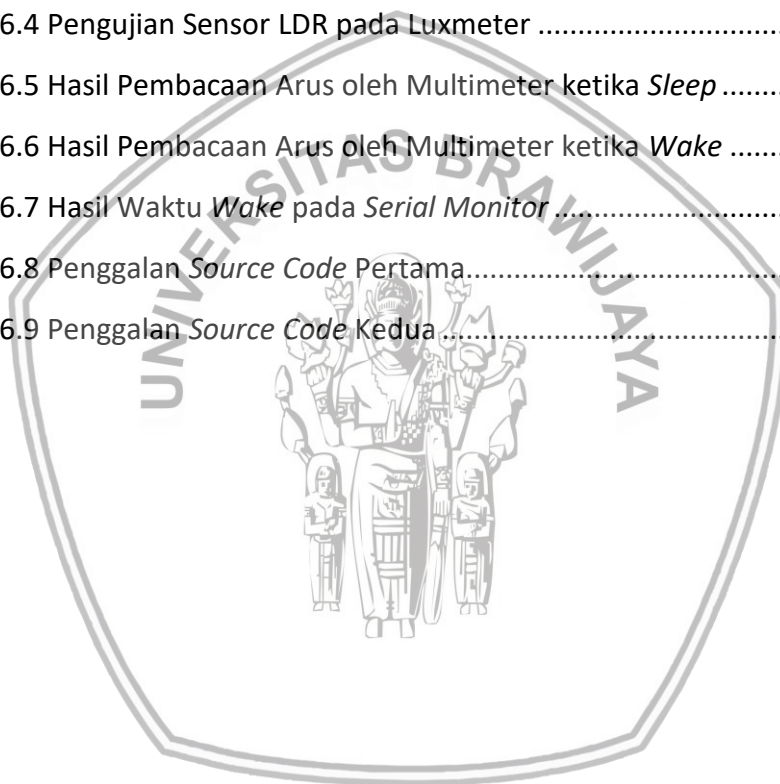 6.4 Pengujian Sensor LDR pada Luxmeter ...............................
6.5 Hasil Pembacaan Arus oleh Multimeter ketika Sleep ........
6.6 Hasil Pembacaan Arus oleh Multimeter ketika Wake .......
6.7 Hasil Waktu Wake pada Serial Monitor .............................
6.8 Penggalan Source Code Pertama........................................
6.9 Penggalan Source Code Kedua ...........................................
UNIVERSITAS BRAWIJAYA